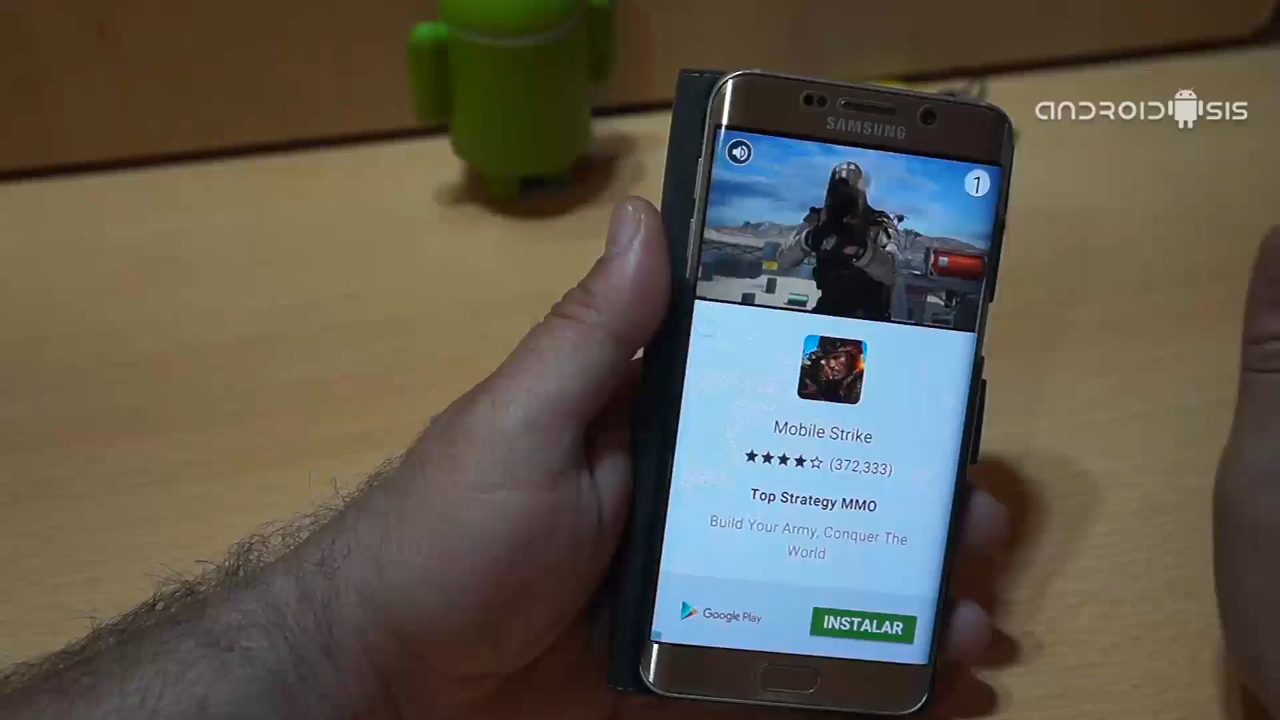 ANDROIDSIS
SAMSUNG
1
Mobile Strike
(372,333)
Top Strategy MMO
Build Your Army, Conquer The
World
Google Play
INSTALAR